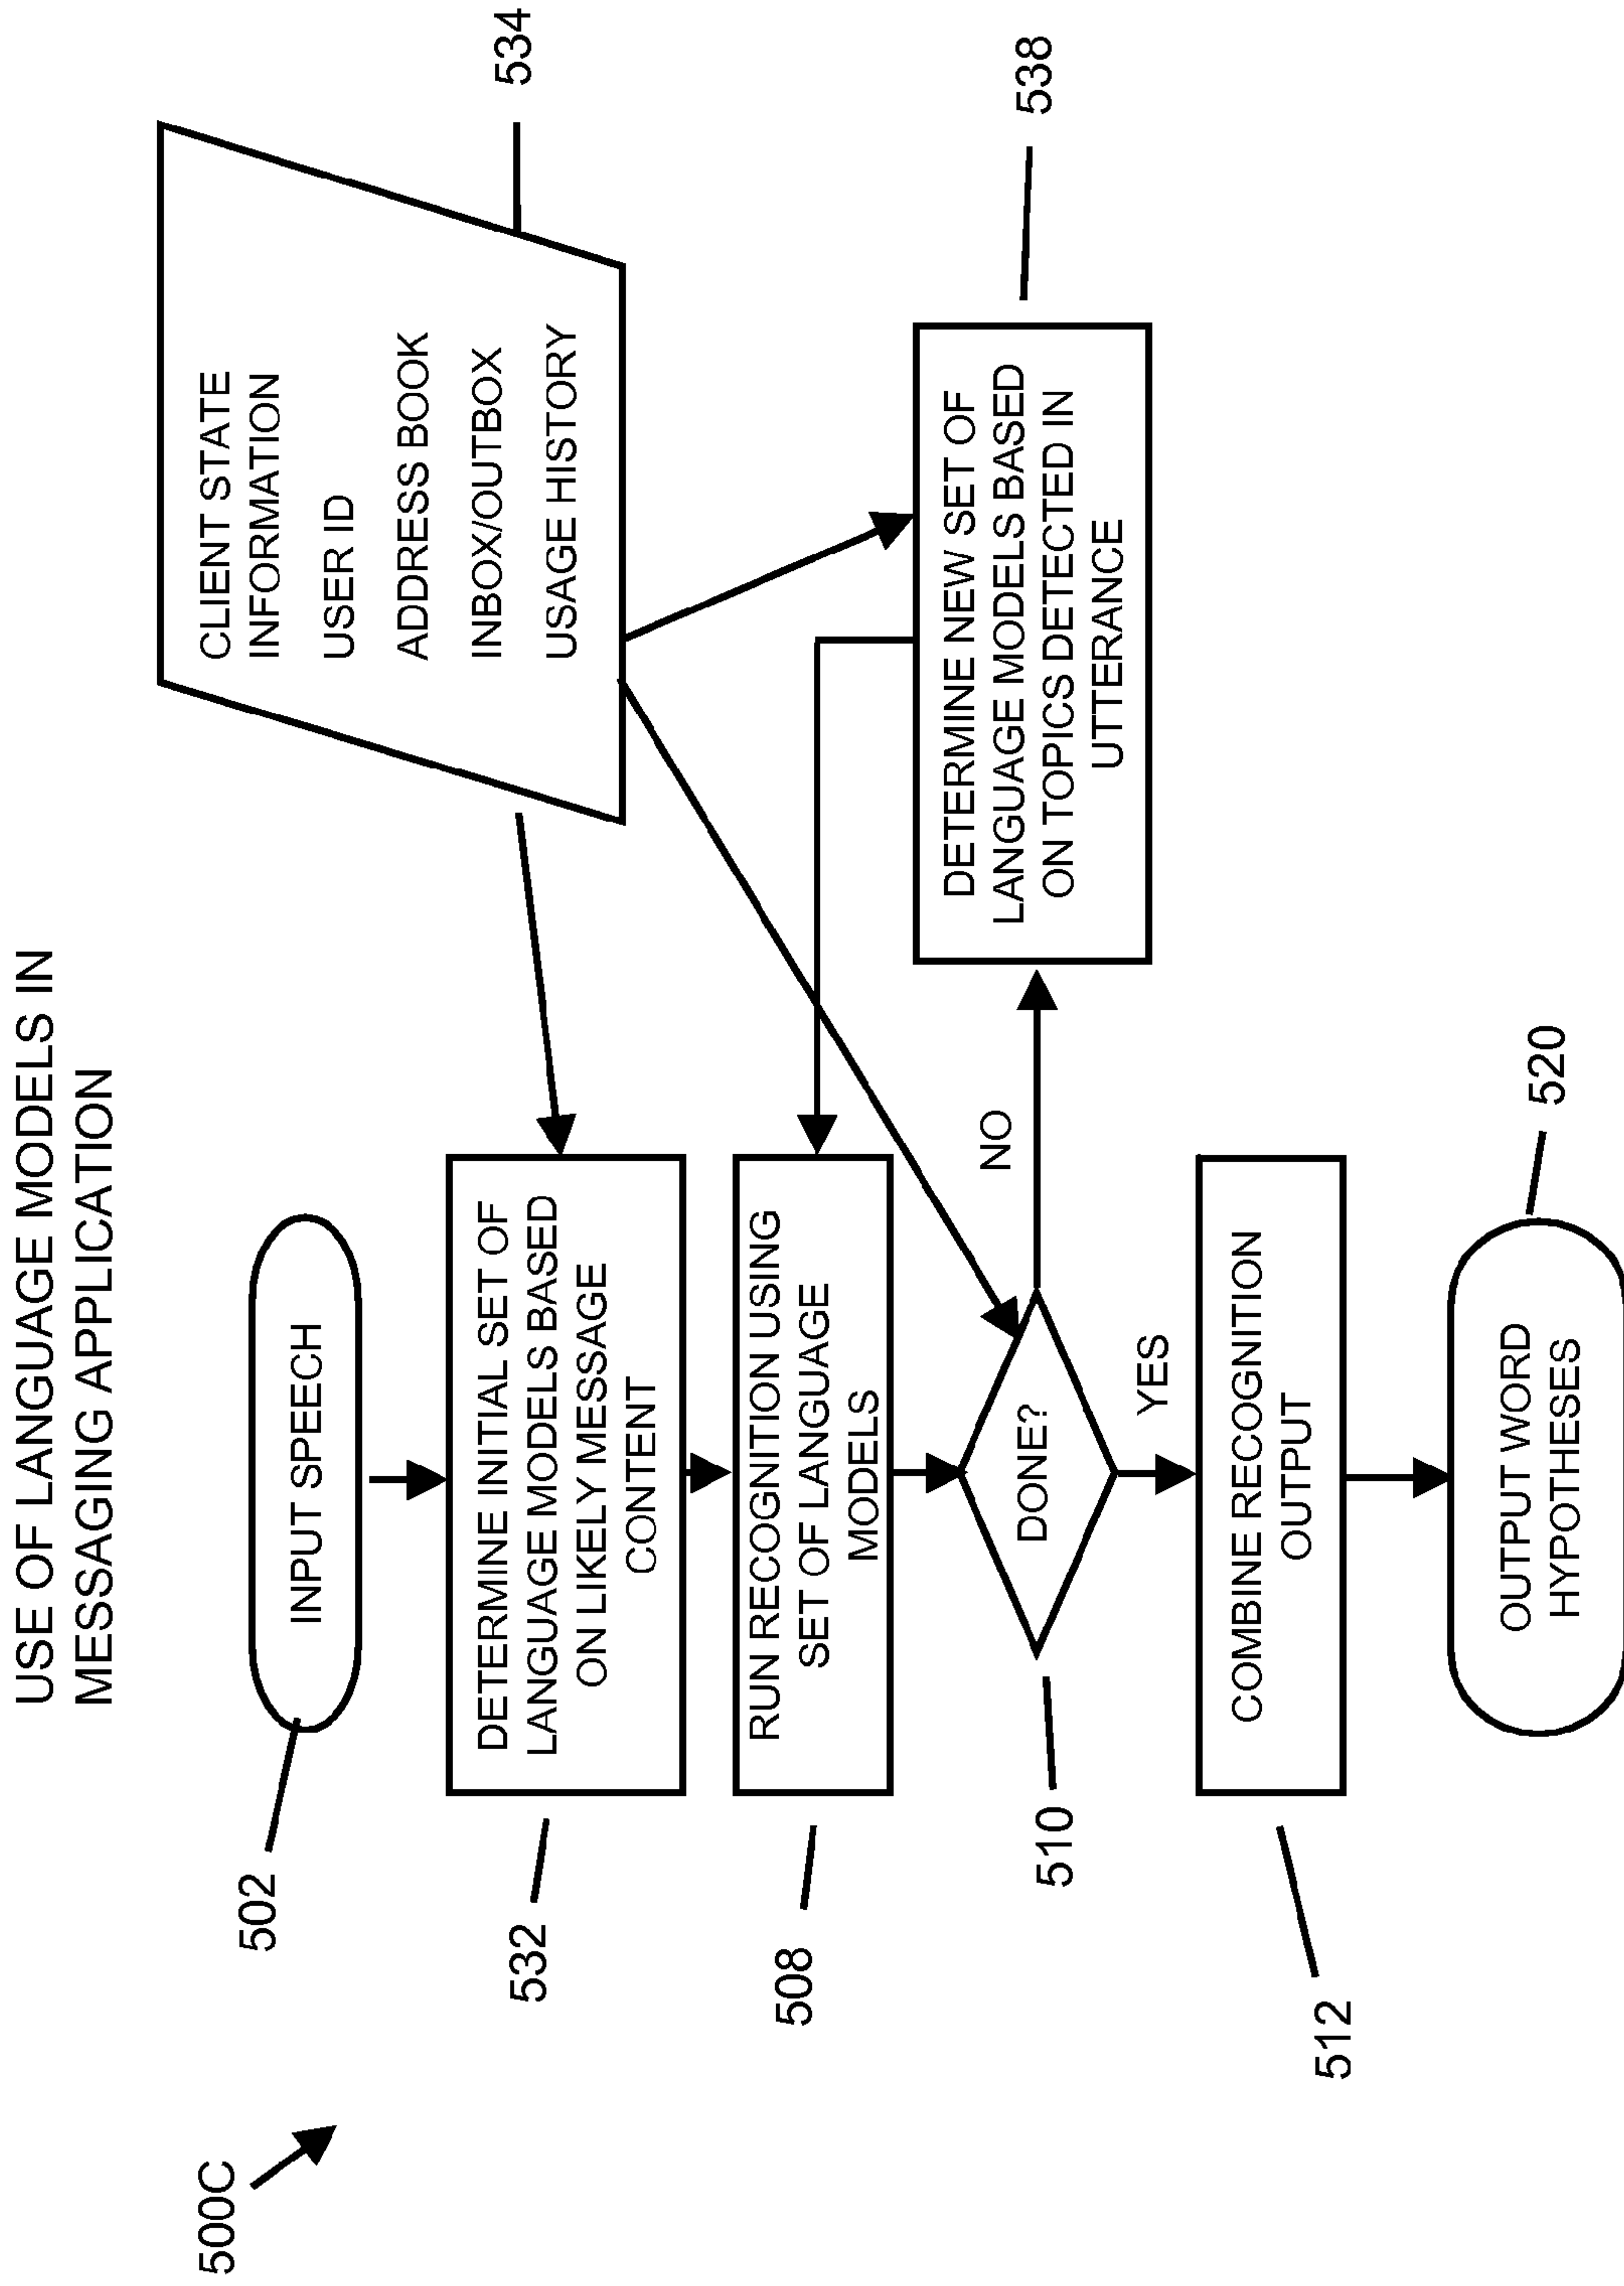 USE OF LANGUAGE MODELS IN
MESSAGING APPLICATION
500C
502
INPUT SPEECH
CLIENT STATE
INFORMATION
USER ID
ADDRESS BOOK
INBOX/OUTBOX
USAGE HISTORY
534
532
DETERMINE INITIAL SET OF
LANGUAGE MODELS BASED
ON LIKELY MESSAGE
CONTENT
508
RUN RECOGNITION USING
SET OF LANGUAGE
MODELS
510
DONE?
NO
YES
DETERMINE NEW SET OF
LANGUAGE MODELS BASED
ON TOPICS DETECTED IN
UTTERANCE
538
512
COMBINE RECOGNITION
OUTPUT
OUTPUT WORD
HYPOTHESES
520